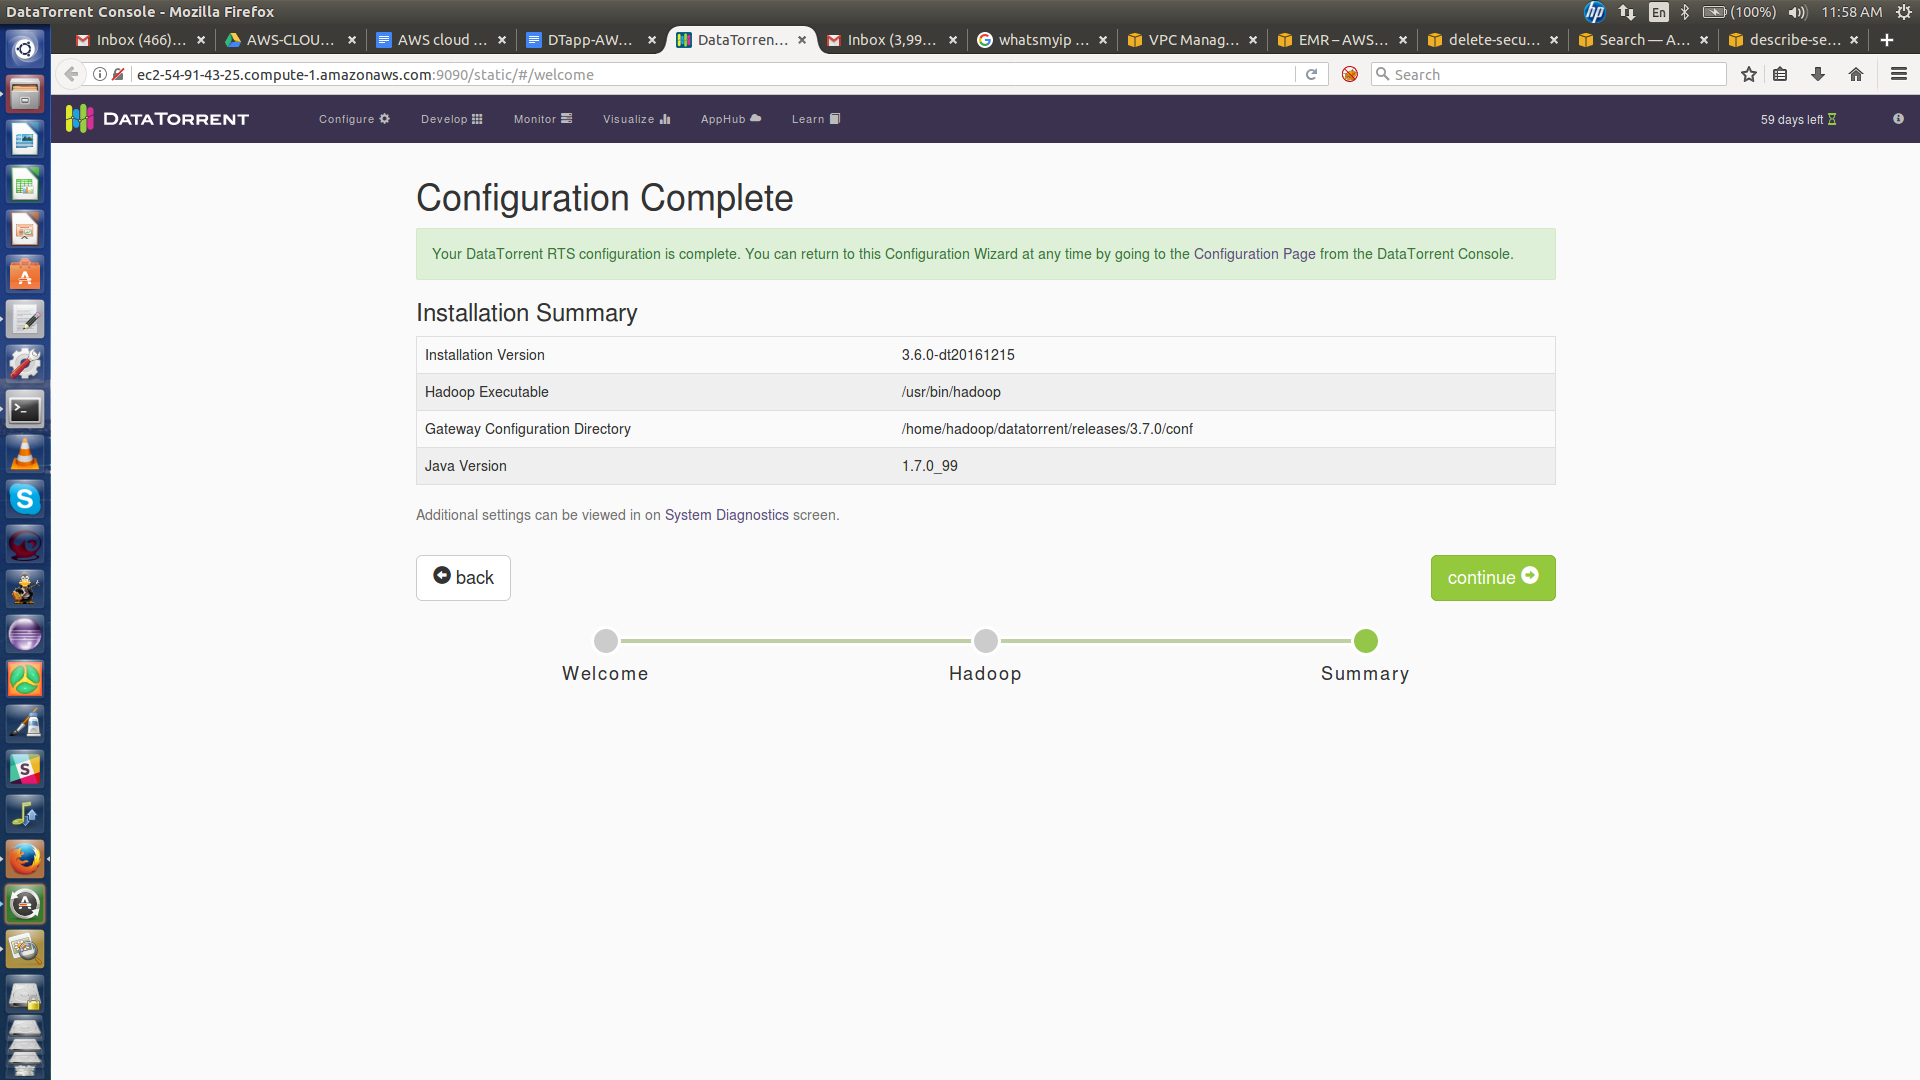 DataTorrent Console - Mozilla Firefox
hp
En
(100%)
11:58 AM
Inbox (466)...
AWS-CLOU...
AWS cloud ...
DTapp-AW...
DataTorren...
Inbox (3,99...
whatsmyip ...
VPC Manag...
EMR – AWS...
delete-secu...
Search — A...
describe-se...
ec2-54-91-43-25.compute-1.amazonaws.com:9090/static/#/welcome
Search
DATATORRENT
Configure
Develop
Monitor
Visualize
AppHub
Learn
59 days left
Configuration Complete
Your DataTorrent RTS configuration is complete. You can return to this Configuration Wizard at any time by going to the Configuration Page from the DataTorrent Console.
Installation Summary
Installation Version 3.6.0-dt20161215
Hadoop Executable /usr/bin/hadoop
Gateway Configuration Directory /home/hadoop/datatorrent/releases/3.7.0/conf
Java Version 1.7.0_99
Additional settings can be viewed in on System Diagnostics screen.
back
continue
Welcome
Hadoop
Summary